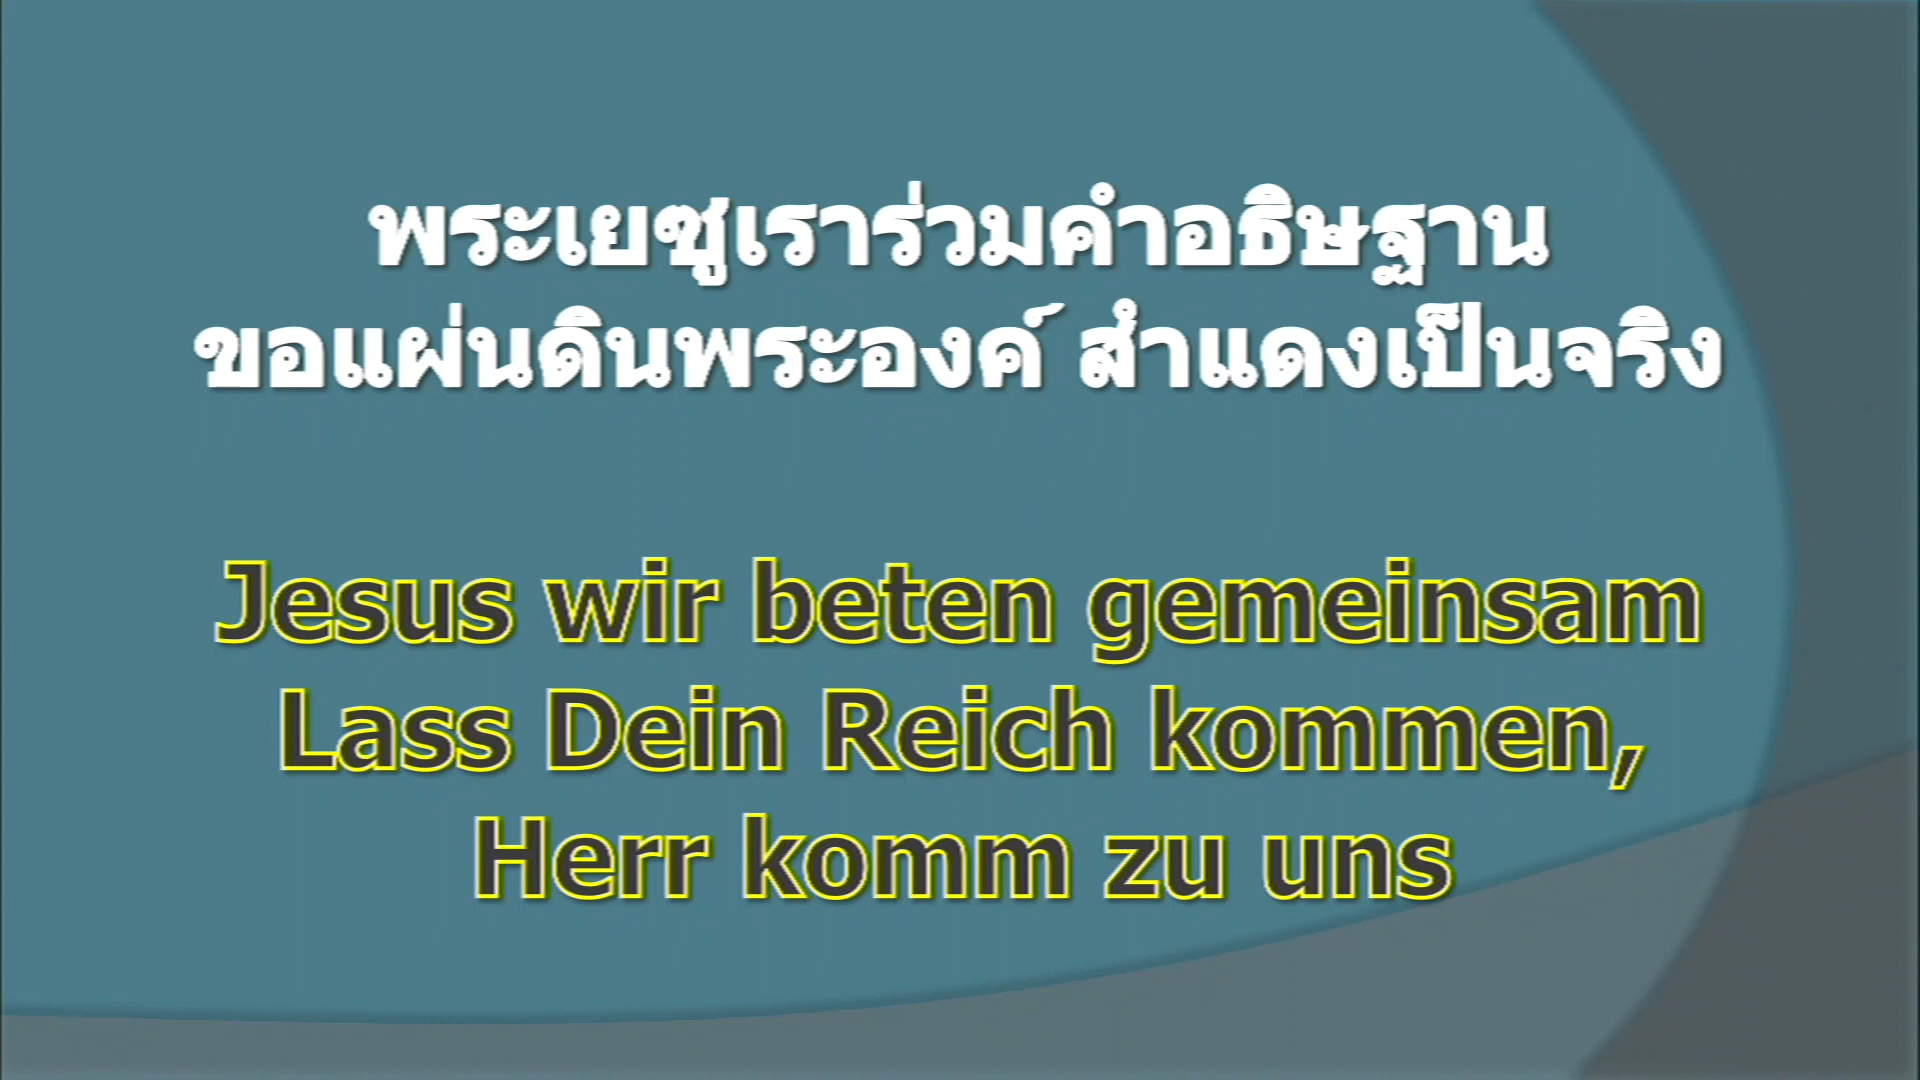 พระเยซูเราร่วมคำอธิษฐาน
ขอแผ่นดินพระองค์ สำแดงเป็นจริง
Jesus wir beten gemeinsam
Lass Dein Reich kommen,
Herr komm zu uns